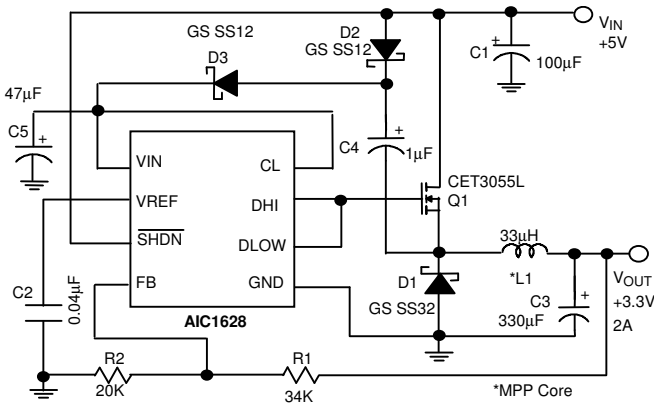 GS SS12
D2
GS SS12
D3
VIN
+5V
C1
+
100µF
47µF
C5
+
C4
+
1µF
VIN
CL
VREF
DHI
SHDN
DLOW
FB
GND
AIC1628
CET3055L
Q1
33µH
*L1
D1
GS SS32
VOUT
+3.3V
2A
C3
+
330µF
C2
0.04µF
R2
20K
R1
34K
*MPP Core